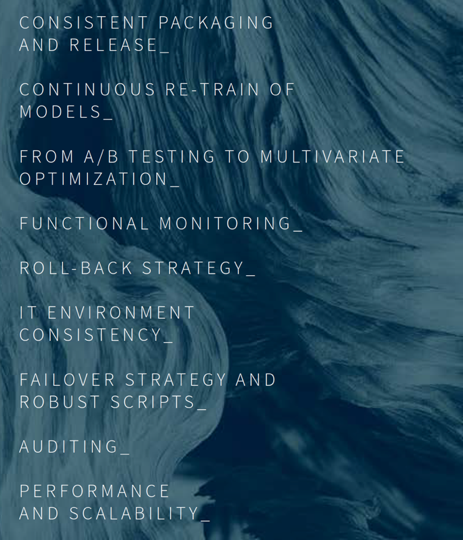 CONSISTENT PACKAGING
AND RELEASE_
CONTINUOUS RE-TRAIN OF
MODELS_
FROM A/B TESTING TO MULTIVARIATE
OPTIMIZATION_
FUNCTIONAL MONITORING_
ROLL-BACK STRATEGY_
IT ENVIRONMENT
CONSISTENCY_
FAILOVER STRATEGY AND
ROBUST SCRIPTS_
AUDITING_
PERFORMANCE
AND SCALABILITY_